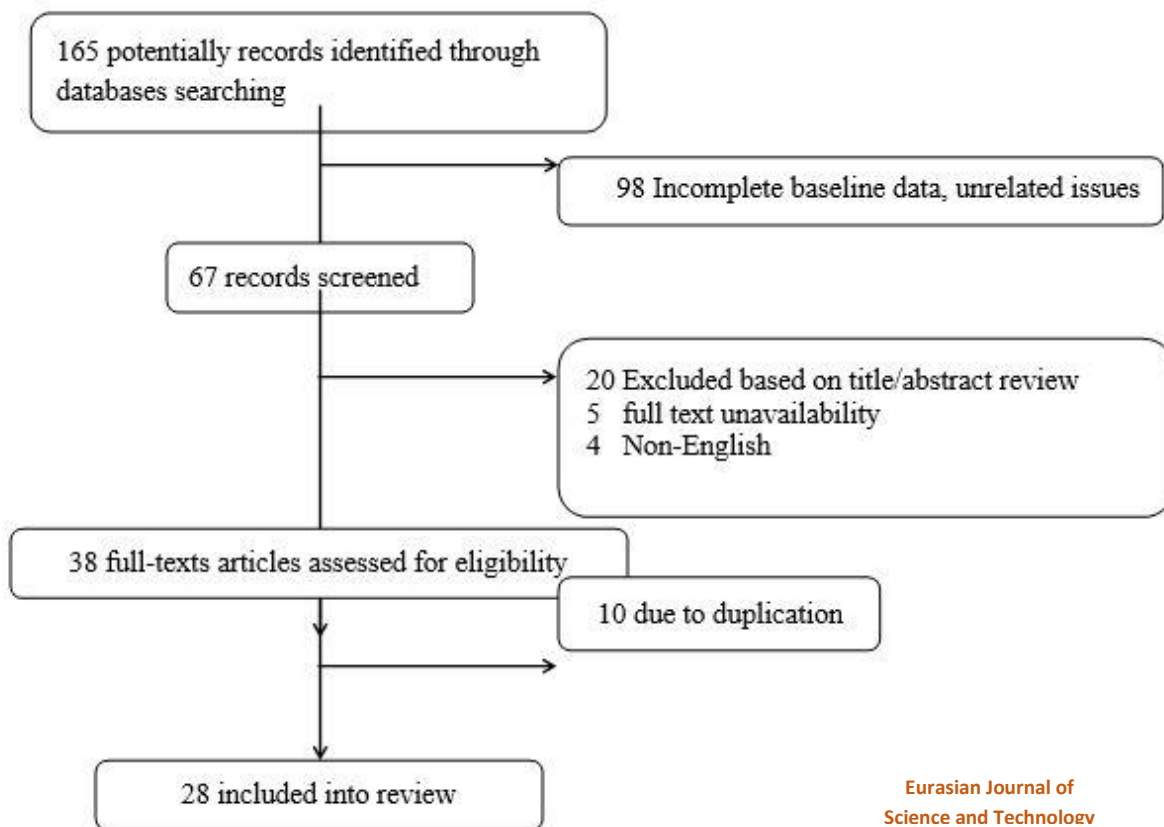 165 potentially records identified through
databases searching
98 Incomplete baseline data, unrelated issues
67 records screened
20 Excluded based on title/abstract review
5 full text unavailability
4 Non-English
38 full-texts articles assessed for eligibility
10 due to duplication
28 included into review
Eurasian Journal of
Science and Technology